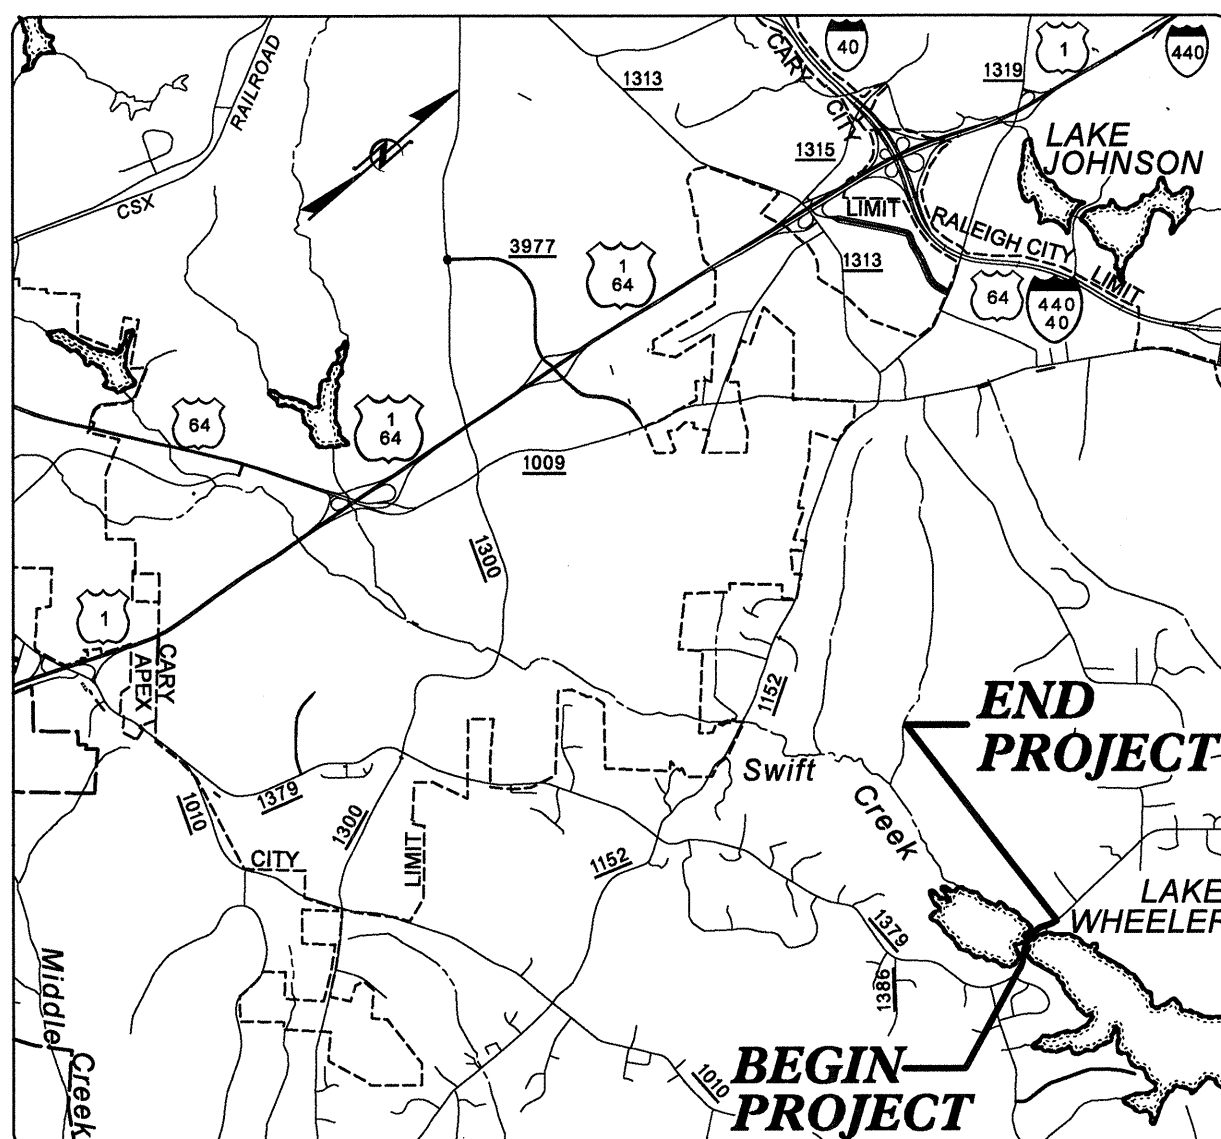 40
1
440
CARY
CITY
1313
1319
RAILROAD
LAKE
JOHNSON
1315
CSX
LIMIT
RALEIGH CITY
LIMIT
3977
1
64
1313
64
440
40
64
1
64
1009
1300
1
CARY
APEX
1152
END
PROJECT
Swift
Creek
1379
1010
1300
CITY
LIMIT
1152
LAKE
WHEELER
1379
1386
Middle
Creek
BEGIN
PROJECT
1010